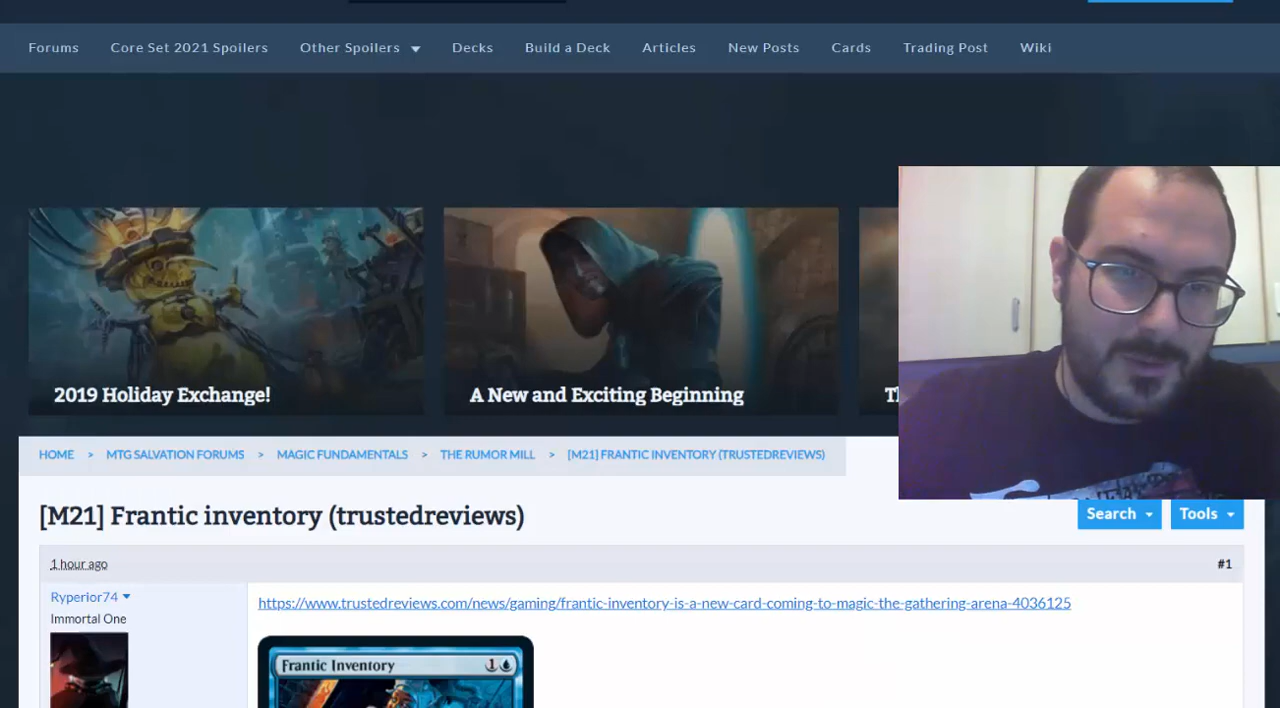 Forums Core Set 2021 Spoilers Other Spoilers Decks Build a Deck Articles New Posts Cards Trading Post Wiki
2019 Holiday Exchange! A New and Exciting Beginning
HOME > MTG SALVATION FORUMS > MAGIC FUNDAMENTALS > THE RUMOR MILL > [M21] FRANTIC INVENTORY (TRUSTEDREVIEWS)
[M21] Frantic inventory (trustedreviews)
Search Tools
1 hour ago #1
Ryperior74
https://www.trustedreviews.com/news/gaming/frantic-inventory-is-a-new-card-coming-to-magic-the-gathering-arena-4036125
Immortal One
Frantic Inventory 1